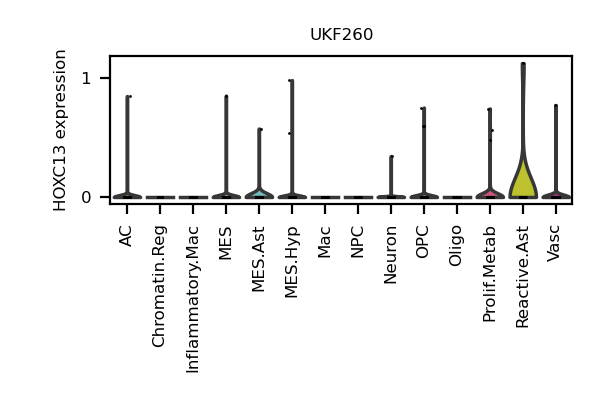 UKF260
HOXC13 expression
1
0
AC
Chromatin.Reg
Inflammatory.Mac
MES
MES.Ast
MES.Hyp
Mac
NPC
Neuron
OPC
Oligo
Prolif.Metab
Reactive.Ast
Vasc